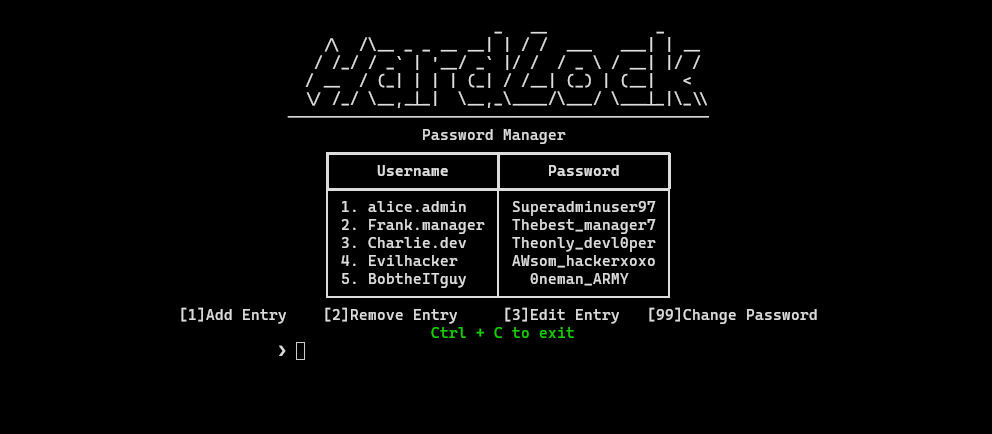 HardLock
Password Manager
Username Password
1. alice.admin Superadminuser97
2. Frank.manager Thebest_manager7
3. Charlie.dev Theonly_devl0per
4. Evilhacker AWsom_hackerxoxo
5. BobtheITguy 0neman_ARMY
[1]Add Entry [2]Remove Entry [3]Edit Entry [99]Change Password
Ctrl + C to exit
❯